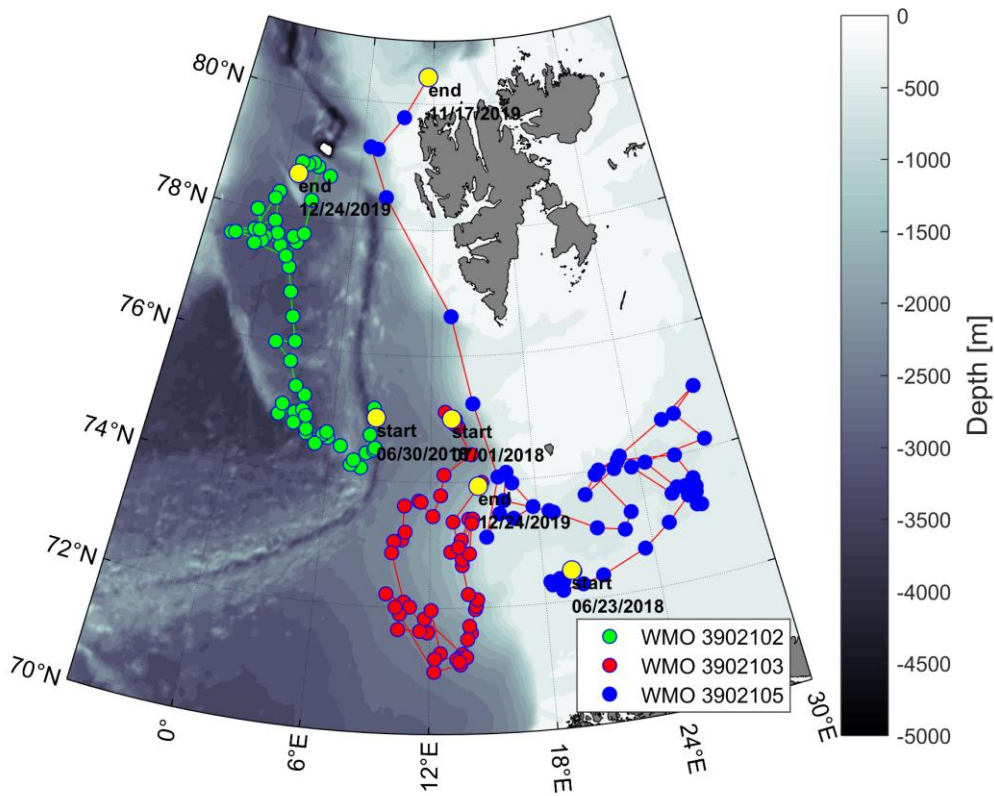 80°N
78°N
76°N
74°N
72°N
70°N
0°
6°E
12°E
18°E
24°E
30°E
end
11/17/2019
end
12/24/2019
start
06/30/2018
start
07/01/2018
end
12/24/2019
start
06/23/2018
WMO 3902102
WMO 3902103
WMO 3902105
0
-500
-1000
-1500
-2000
-2500
-3000
-3500
-4000
-4500
-5000
Depth [m]